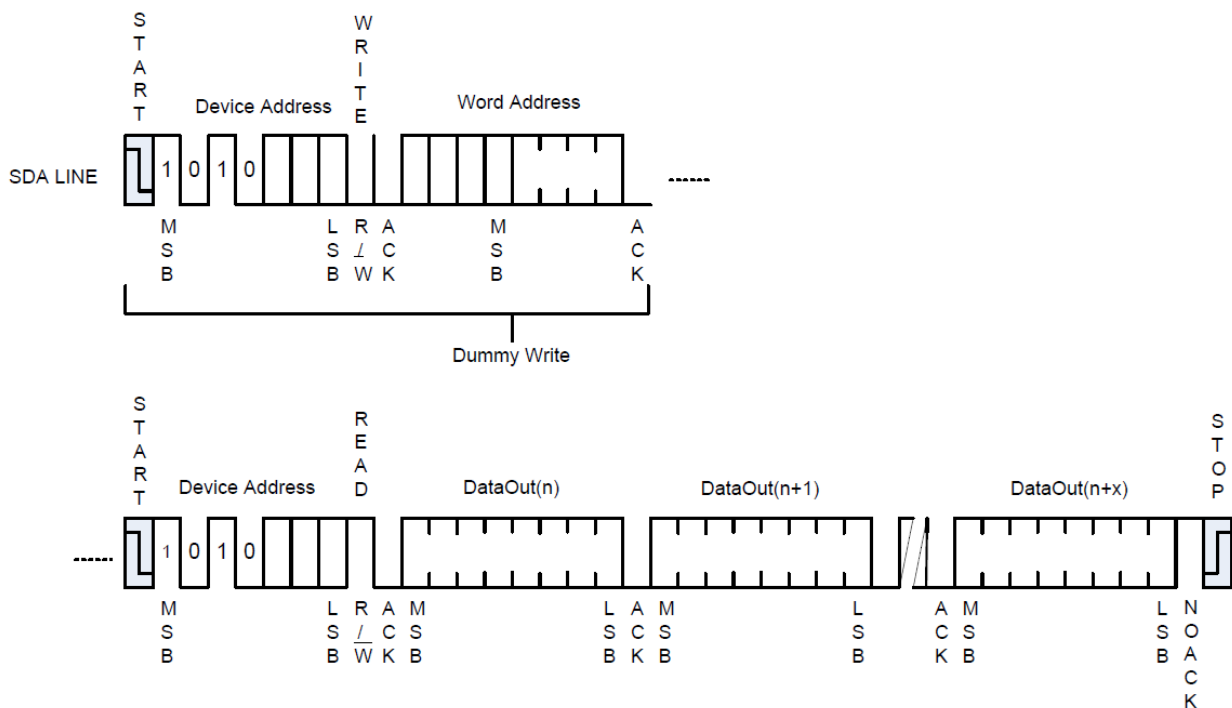 START
WRITE
Device Address
Word Address
SDA LINE
1 0 1 0
......
MSB
LSB
R/W
ACK
MSB
ACK
Dummy Write
START
READ
STOP
Device Address
DataOut(n)
DataOut(n+1)
DataOut(n+x)
......
1 0 1 0
MSB
LSB
R/W
ACK
MSB
LSB
ACK
MSB
LSB
ACK
MSB
LSB
NOACK